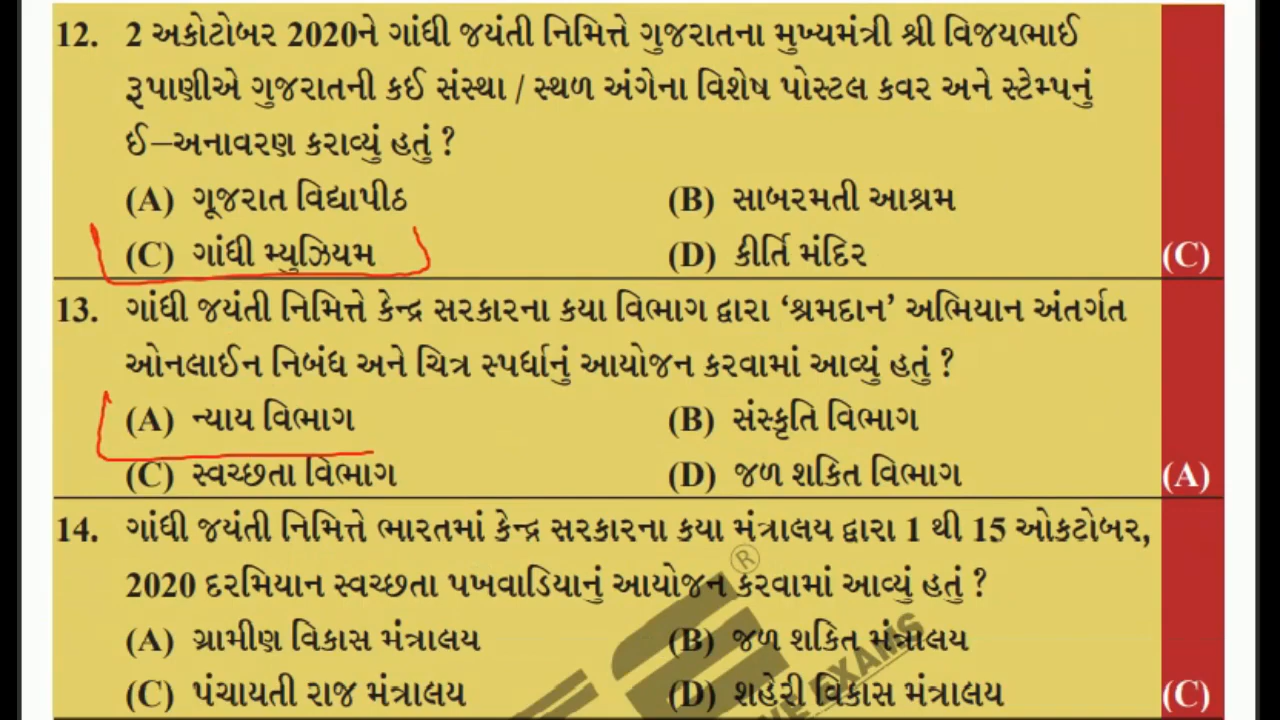 12. 2 અકોટોબર 2020ને ગાંધી જયંતી નિમિત્તે ગુજરાતના મુખ્યમંત્રી શ્રી વિજયભાઈ
રૂપાણીએ ગુજરાતની કઈ સંસ્થા / સ્થળ અંગેના વિશેષ પોસ્ટલ કવર અને સ્ટેમ્પનું
ઈ–અનાવરણ કરાવ્યું હતું ?
(A) ગૂજરાત વિદ્યાપીઠ (B) સાબરમતી આશ્રમ
(C) ગાંધી મ્યુઝિયમ (D) કીર્તિ મંદિર (C)
13. ગાંધી જયંતી નિમિત્તે કેન્દ્ર સરકારના કયા વિભાગ દ્વારા ‘શ્રમદાન’ અભિયાન અંતર્ગત
ઓનલાઈન નિબંધ અને ચિત્ર સ્પર્ધાનું આયોજન કરવામાં આવ્યું હતું ?
(A) ન્યાય વિભાગ (B) સંસ્કૃતિ વિભાગ
(C) સ્વચ્છતા વિભાગ (D) જળ શકિત વિભાગ (A)
14. ગાંધી જયંતી નિમિત્તે ભારતમાં કેન્દ્ર સરકારના કયા મંત્રાલય દ્વારા 1 થી 15 ઓકટોબર,
2020 દરમિયાન સ્વચ્છતા પખવાડિયાનું આયોજન કરવામાં આવ્યું હતું ?
(A) ગ્રામીણ વિકાસ મંત્રાલય (B) જળ શકિત મંત્રાલય
(C) પંચાયતી રાજ મંત્રાલય (D) શહેરી વિકાસ મંત્રાલય (C)